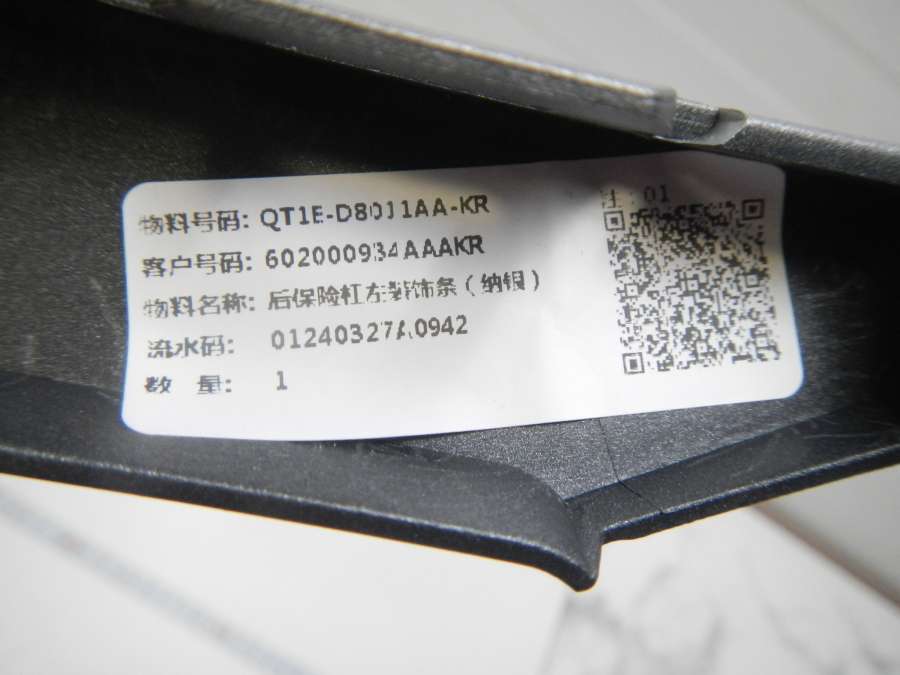 物料号码: QT1E-D8011AA-KR
注: 01
客户号码: 602000934AAAKR
物料名称: 后保险杠左装饰条 (纳银)
流水码: 01240327A0942
数 量: 1